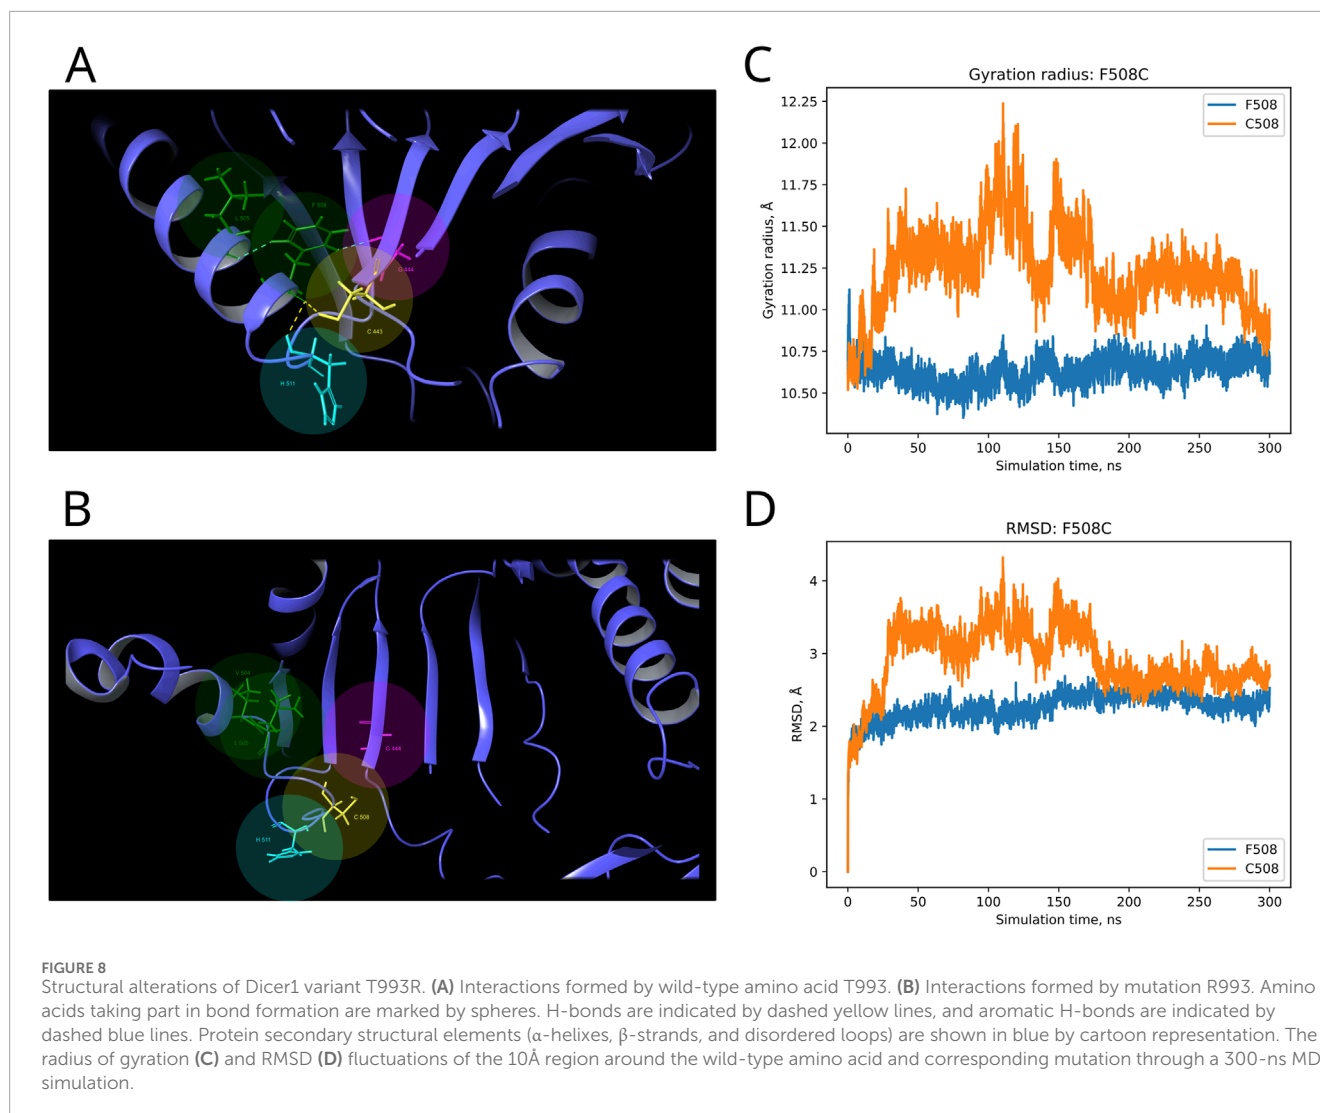 A
L 505
F 508
G 444
C 443
H 511
C
Gyration radius: F508C
F508
C508
12.25
12.00
11.75
11.50
11.25
11.00
10.75
10.50
Gyration radius, Å
0 50 100 150 200 250 300
Simulation time, ns
B
V 504
L 505
G 444
C 508
H 511
D
RMSD: F508C
4
3
2
1
0
RMSD, Å
F508
C508
0 50 100 150 200 250 300
Simulation time, ns
FIGURE 8
Structural alterations of Dicer1 variant T993R. (A) Interactions formed by wild-type amino acid T993. (B) Interactions formed by mutation R993. Amino
acids taking part in bond formation are marked by spheres. H-bonds are indicated by dashed yellow lines, and aromatic H-bonds are indicated by
dashed blue lines. Protein secondary structural elements (α-helixes, β-strands, and disordered loops) are shown in blue by cartoon representation. The
radius of gyration (C) and RMSD (D) fluctuations of the 10Å region around the wild-type amino acid and corresponding mutation through a 300-ns MD
simulation.